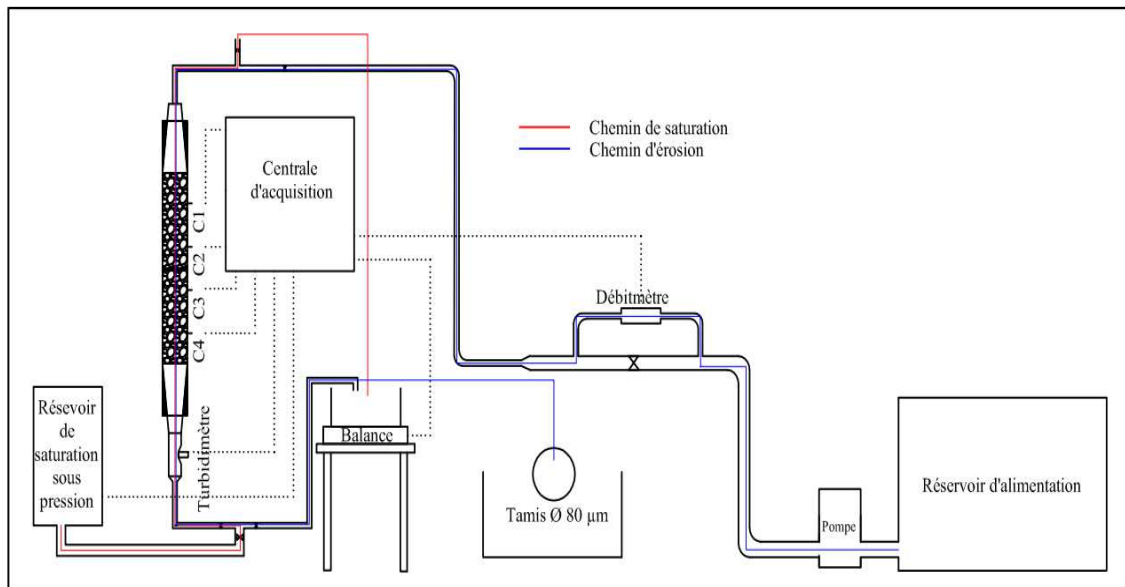 Chemin de saturation
Chemin d'érosion
Centrale
d'acquisition
C1
C2
C3
C4
Débitmètre
Turbidimètre
Résevoir
de
saturation
sous
pression
Balance
Tamis Ø 80 µm
Pompe
Réservoir d'alimentation